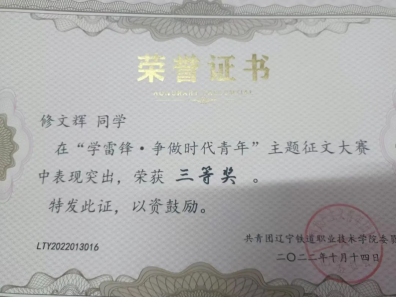 荣誉证书
修文辉 同学
在“学雷锋·争做时代青年”主题征文大赛
中表现突出，荣获 三等奖 。
特发此证，以资鼓励。
LTY2022013016
共青团辽宁铁道职业技术学院委员
二〇二二年十月十四日